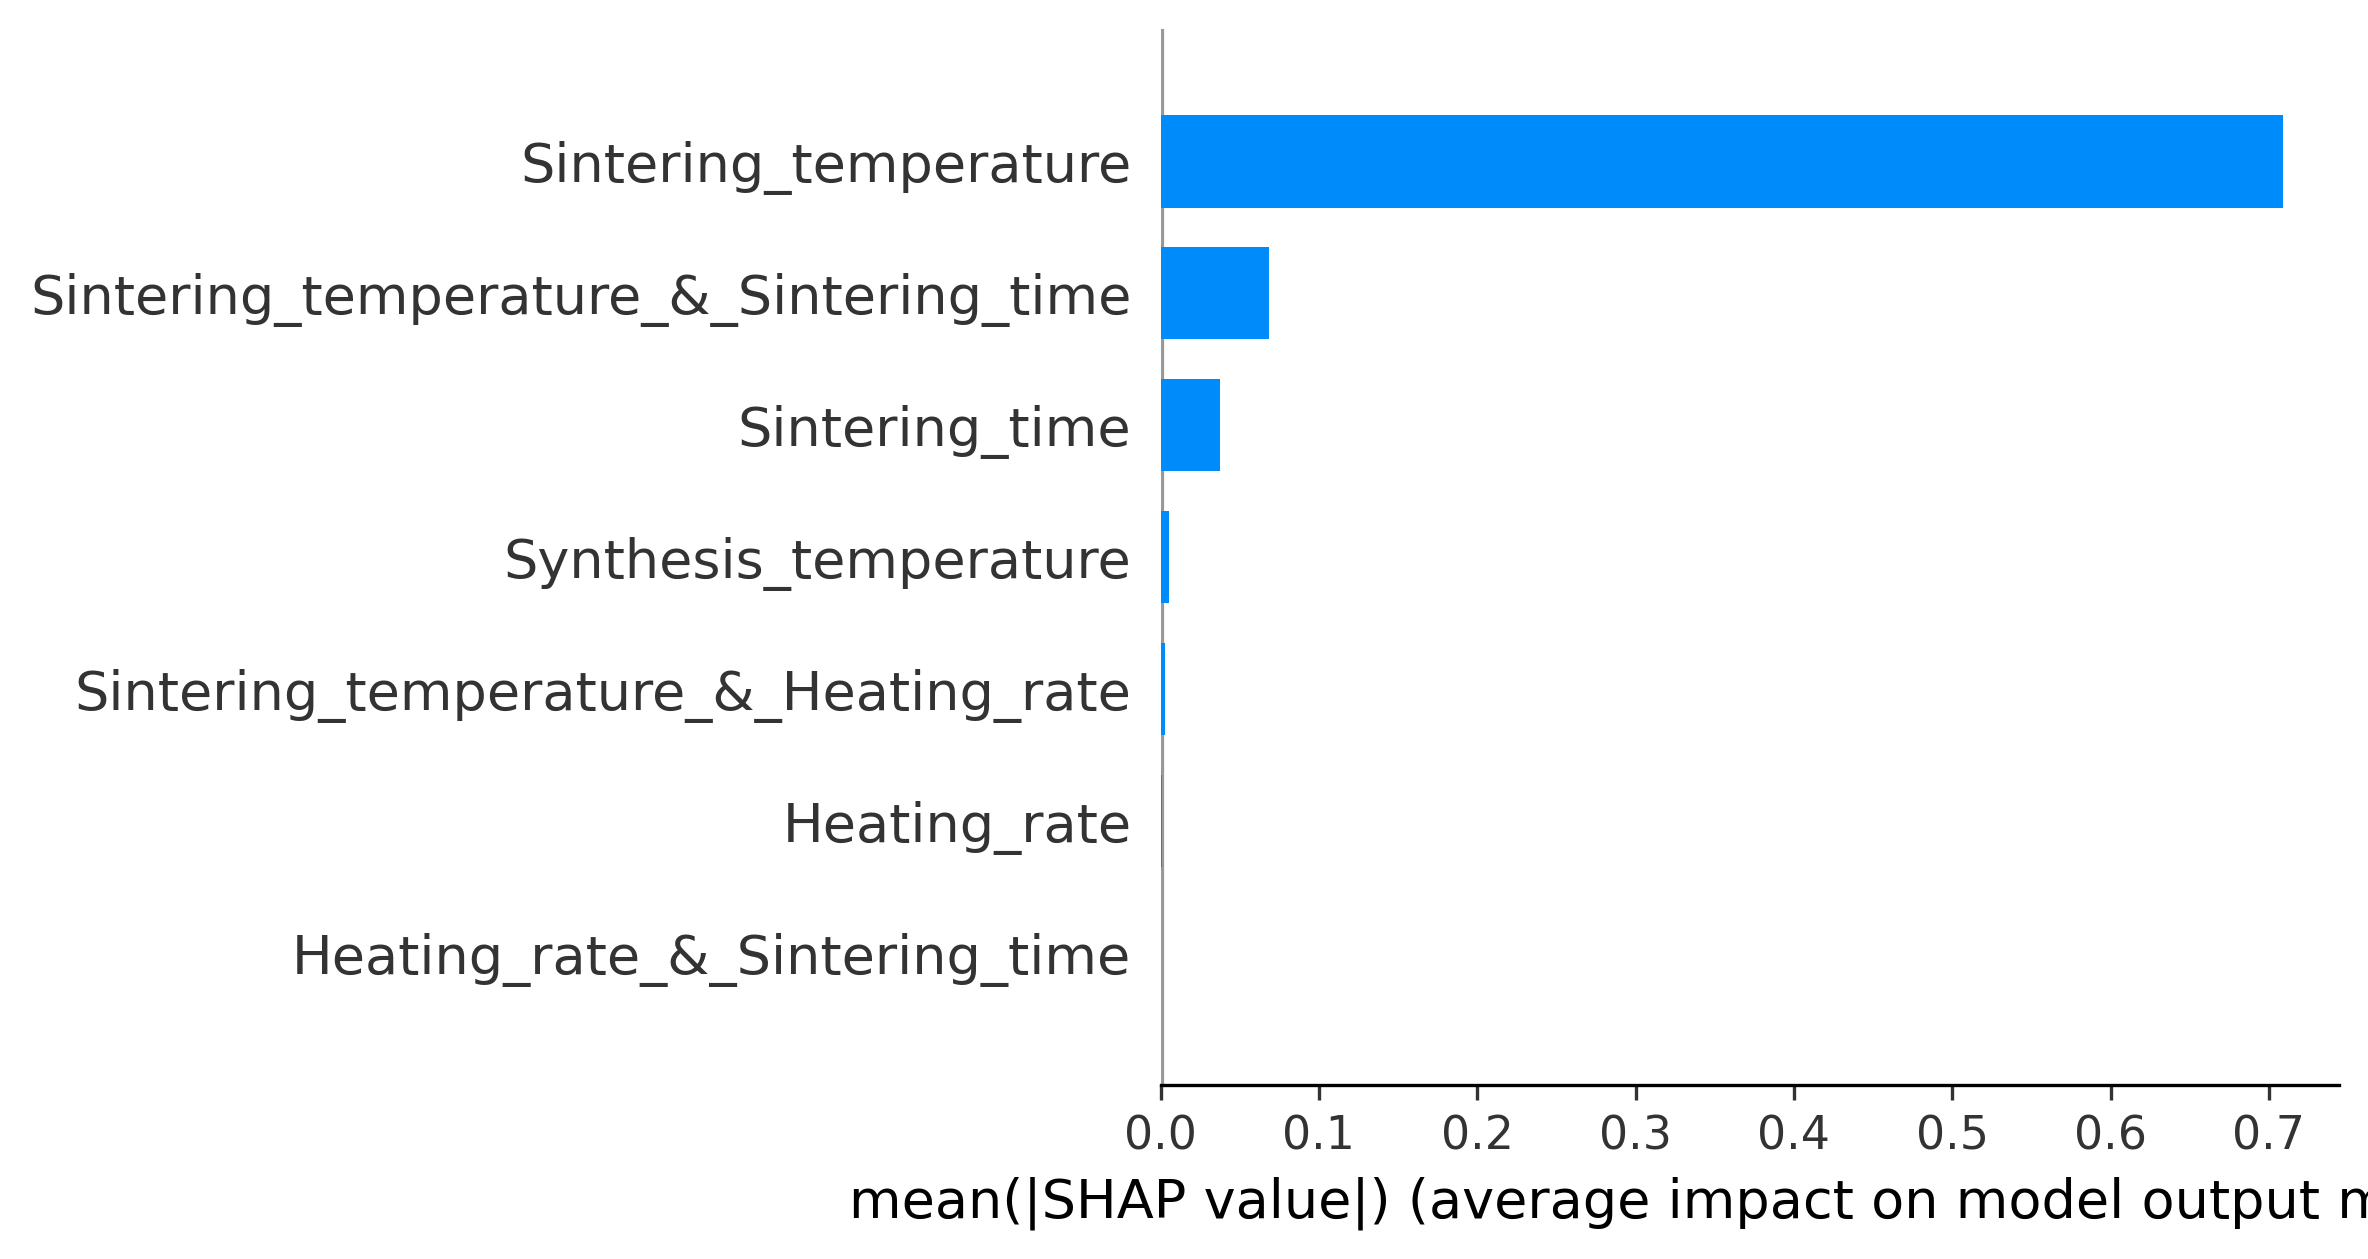 Sintering_temperature
Sintering_temperature_&_Sintering_time
Sintering_time
Synthesis_temperature
Sintering_temperature_&_Heating_rate
Heating_rate
Heating_rate_&_Sintering_time
0.0 0.1 0.2 0.3 0.4 0.5 0.6 0.7
mean(|SHAP value|) (average impact on model output